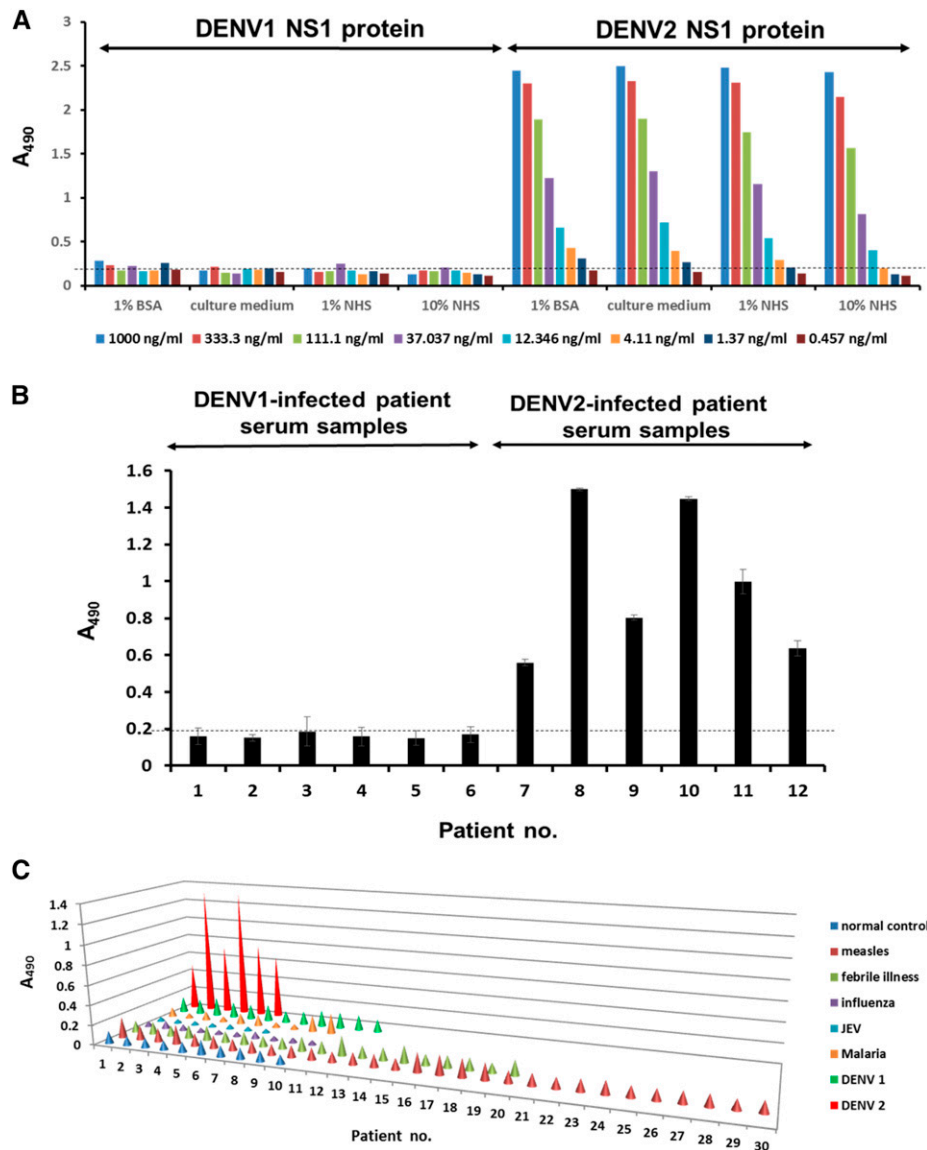 A
DENV1 NS1 protein
DENV2 NS1 protein
3
2.5
2
1.5
1
0.5
0
A490
1% BSA culture medium 1% NHS 10% NHS 1% BSA culture medium 1% NHS 10% NHS
1000 ng/ml 333.3 ng/ml 111.1 ng/ml 37.037 ng/ml 12.346 ng/ml 4.11 ng/ml 1.37 ng/ml 0.457 ng/ml
B
DENV1-infected patient
serum samples
DENV2-infected patient
serum samples
1.6
1.4
1.2
1
0.8
0.6
0.4
0.2
0
A490
1 2 3 4 5 6 7 8 9 10 11 12
Patient no.
C
1.4
1.2
1
0.8
0.6
0.4
0.2
0
A490
1 2 3 4 5 6 7 8 9 10 11 12 13 14 15 16 17 18 19 20 21 22 23 24 25 26 27 28 29 30
Patient no.
normal control
measles
febrile illness
influenza
JEV
Malaria
DENV 1
DENV 2